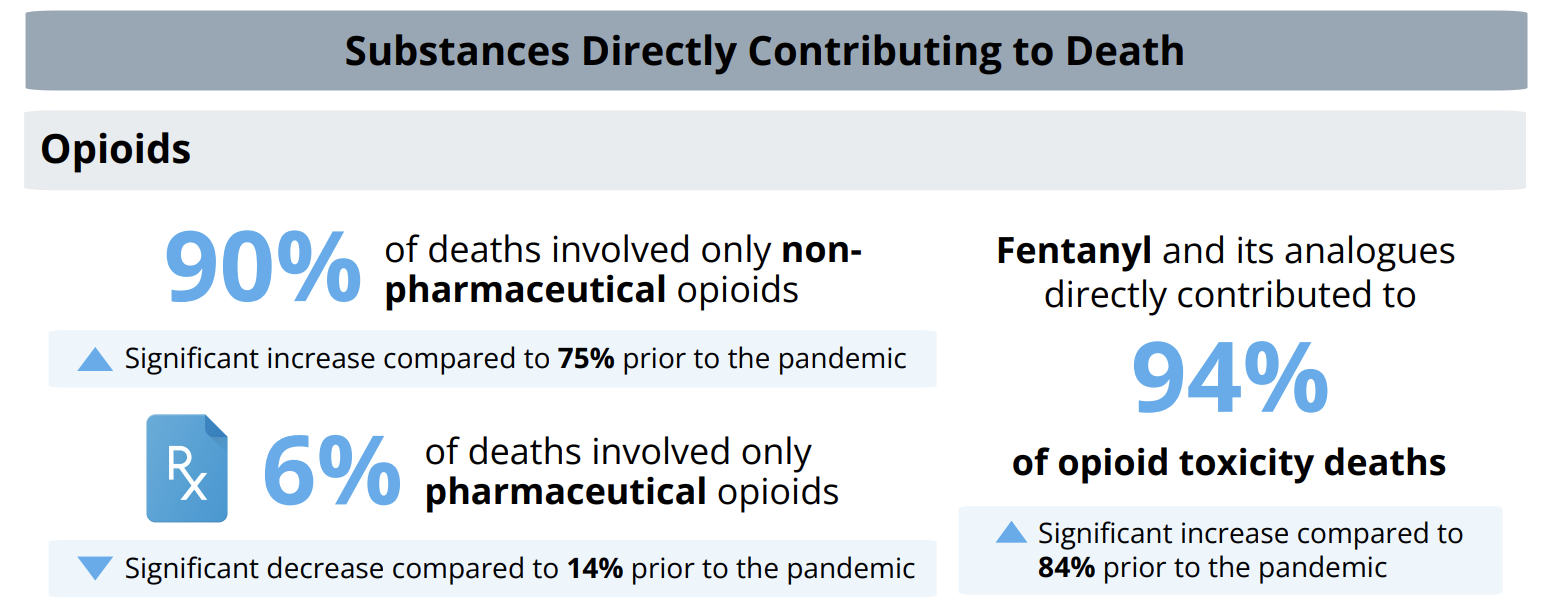 Substances Directly Contributing to Death
Opioids
90%
of deaths involved only non-
pharmaceutical opioids
Significant increase compared to 75% prior to the pandemic
Rx
6%
of deaths involved only
pharmaceutical opioids
Significant decrease compared to 14% prior to the pandemic
Fentanyl and its analogues
directly contributed to
94%
of opioid toxicity deaths
Significant increase compared to
84% prior to the pandemic